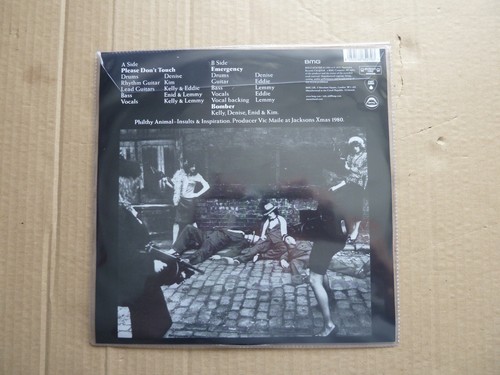 A Side
Please Don't Touch
Drums Denise
Rhythm Guitar Kim
Lead Guitars Kelly & Eddie
Bass Enid & Lemmy
Vocals Kelly & Lemmy
B Side
Emergency
Drums Denise
Guitar Eddie
Bass Lemmy
Vocals Eddie
Vocal backing Lemmy
Bomber
Kelly, Denise, Enid & Kim
Philthy Animal - Insults & Inspiration. Producer Vic Maile at Jacksons Xmas 1980.
BMG